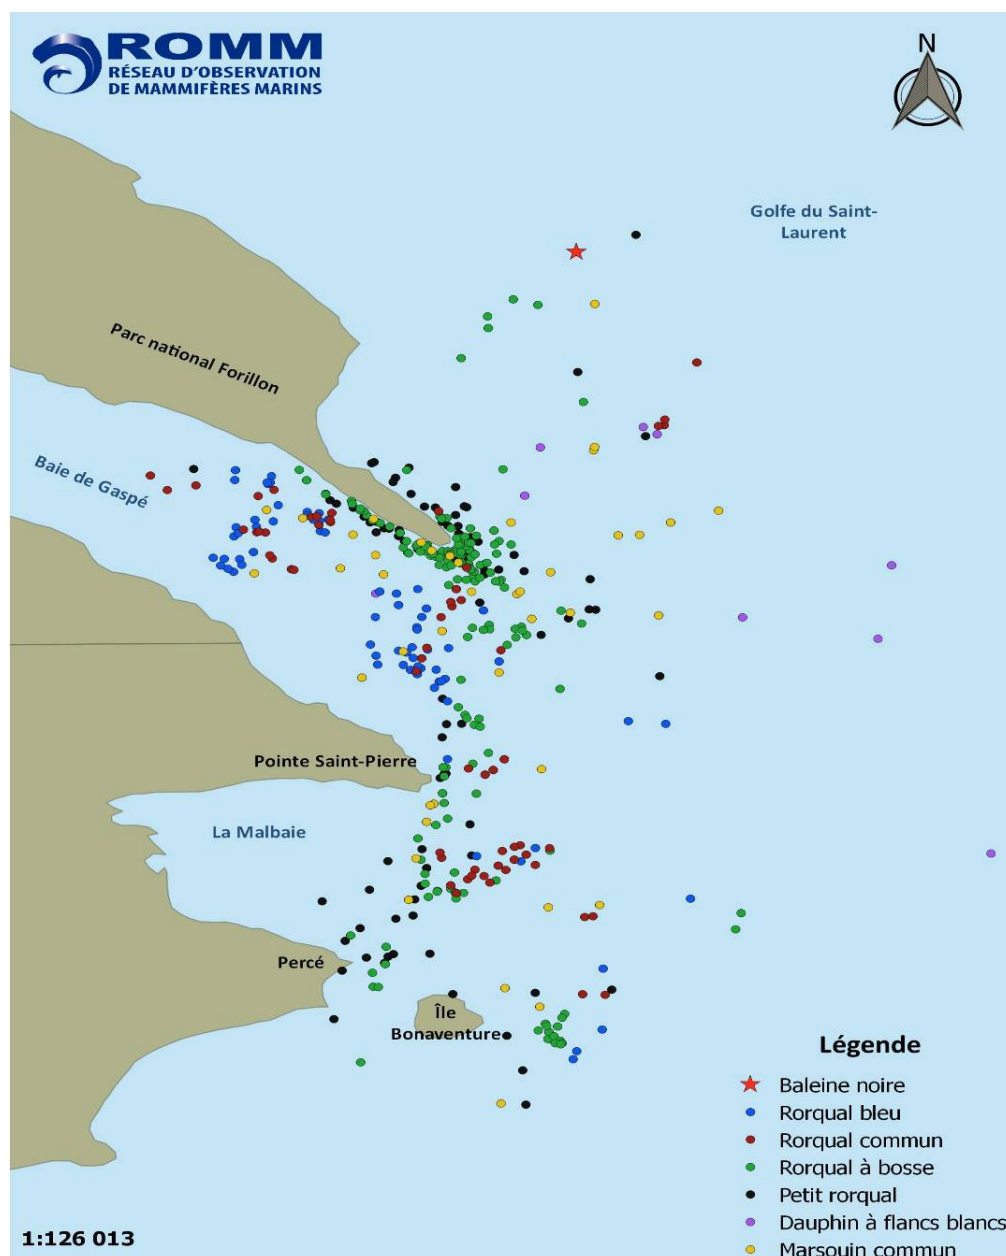 ROMM
RÉSEAU D'OBSERVATION
DE MAMMIFÈRES MARINS
N
Golfe du Saint-
Laurent
Parc national Forillon
Baie de Gaspé
Pointe Saint-Pierre
La Malbaie
Percé
Île
Bonaventure
Légende
Baleine noire
Rorqual bleu
Rorqual commun
Rorqual à bosse
Petit rorqual
Dauphin à flancs blancs
Marsouin commun
1:126 013